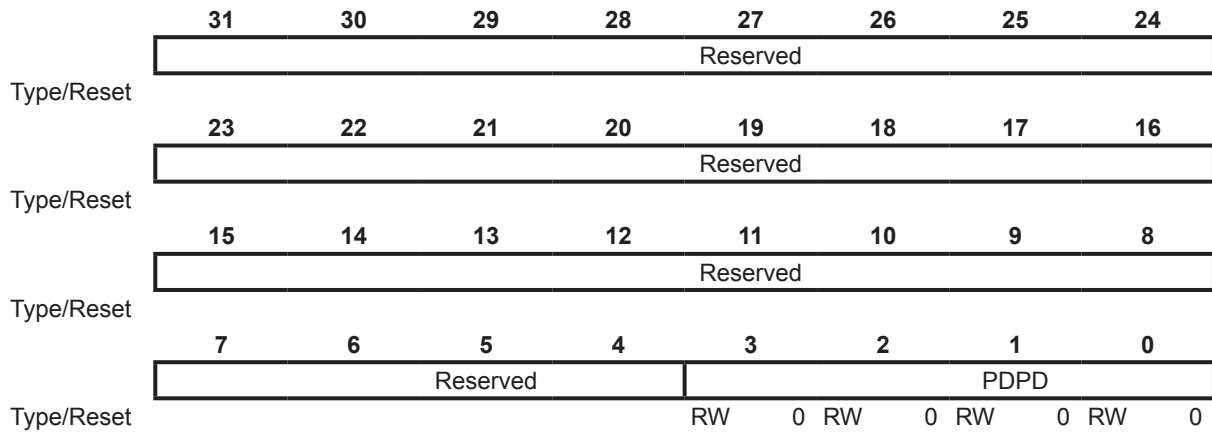 31 30 29 28 27 26 25 24
Reserved
Type/Reset
23 22 21 20 19 18 17 16
Reserved
Type/Reset
15 14 13 12 11 10 9 8
Reserved
Type/Reset
7 6 5 4 3 2 1 0
Reserved PDPD
Type/Reset RW 0 RW 0 RW 0 RW 0